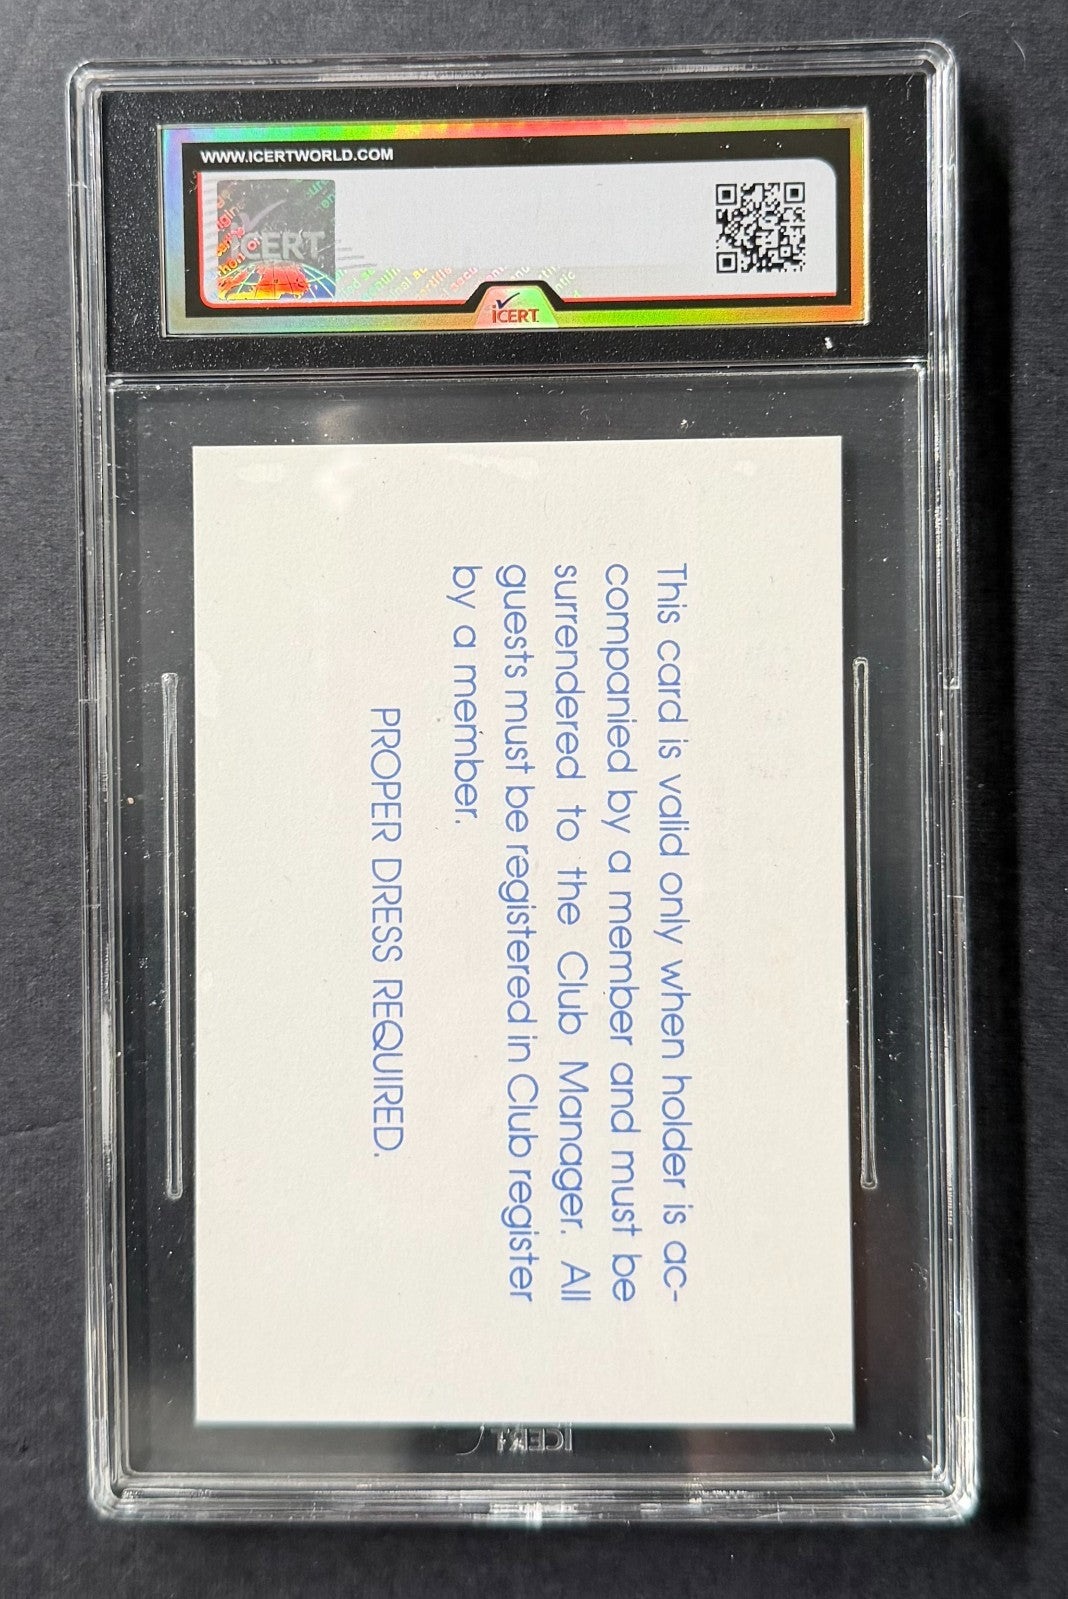 WWW.ICERTWORLD.COM
iCERT
iCERT
This card is valid only when holder is ac-
companied by a member and must be
surrendered to the Club Manager. All
guests must be registered in Club register
by a member.
PROPER DRESS REQUIRED.
ICERT